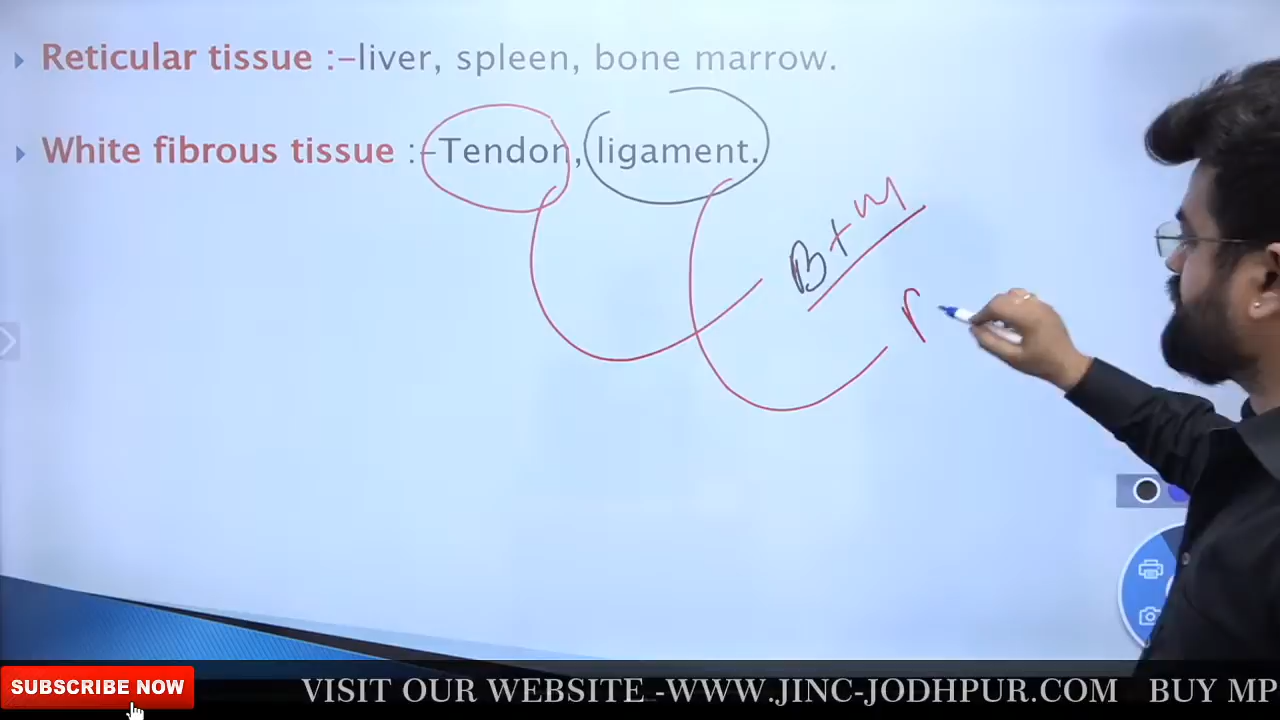 Reticular tissue :-liver, spleen, bone marrow.
White fibrous tissue :-Tendon, ligament.
B+M
SUBSCRIBE NOW
VISIT OUR WEBSITE -WWW.JINC-JODHPUR.COM BUY MP